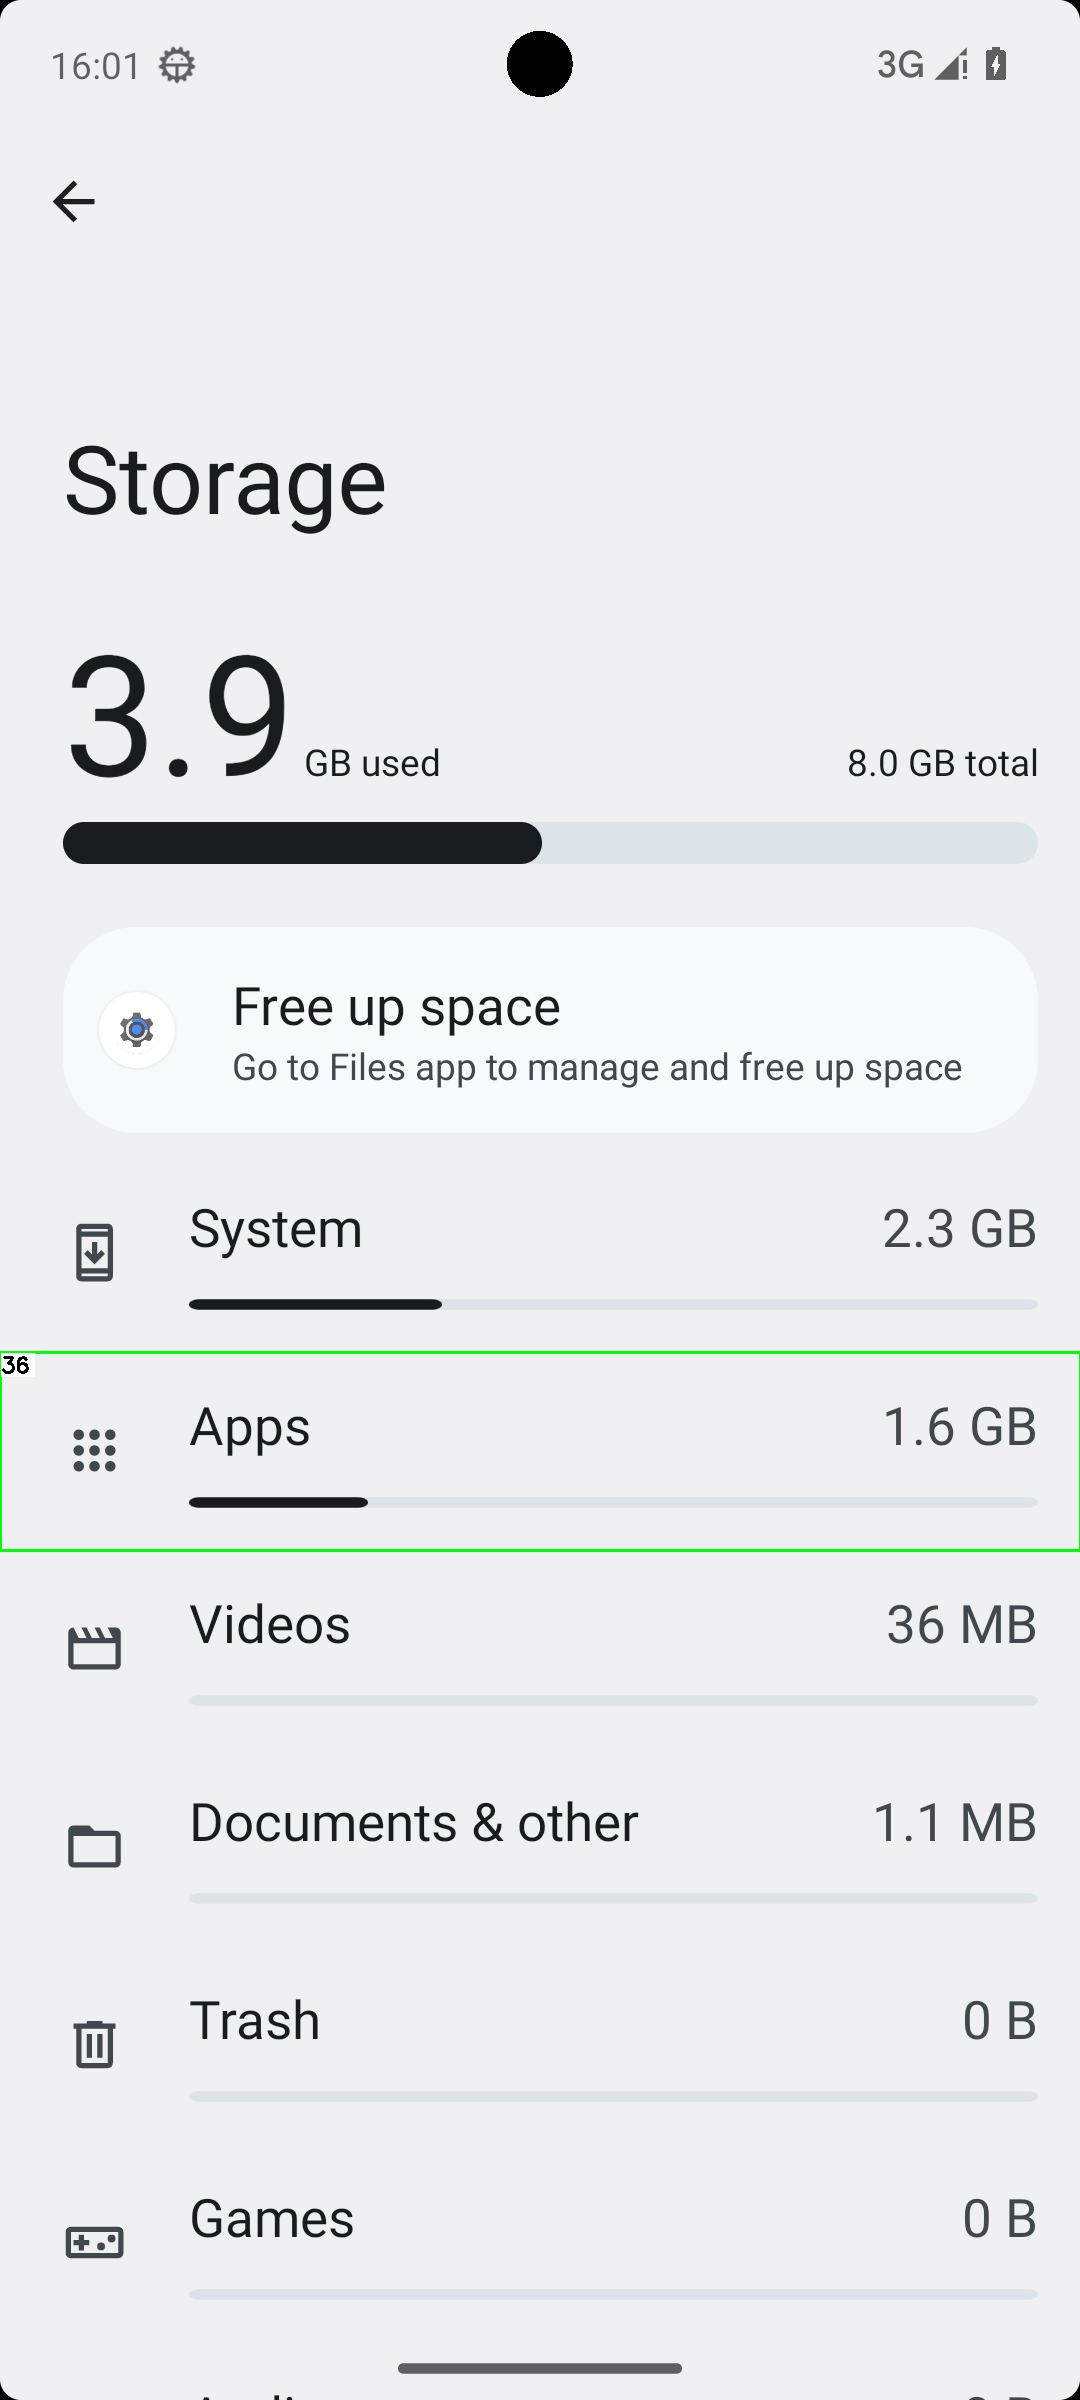 16:01
3G
Storage
3.9 GB used
8.0 GB total
Free up space
Go to Files app to manage and free up space
System
2.3 GB
36
Apps
1.6 GB
Videos
36 MB
Documents & other
1.1 MB
Trash
0 B
Games
0 B